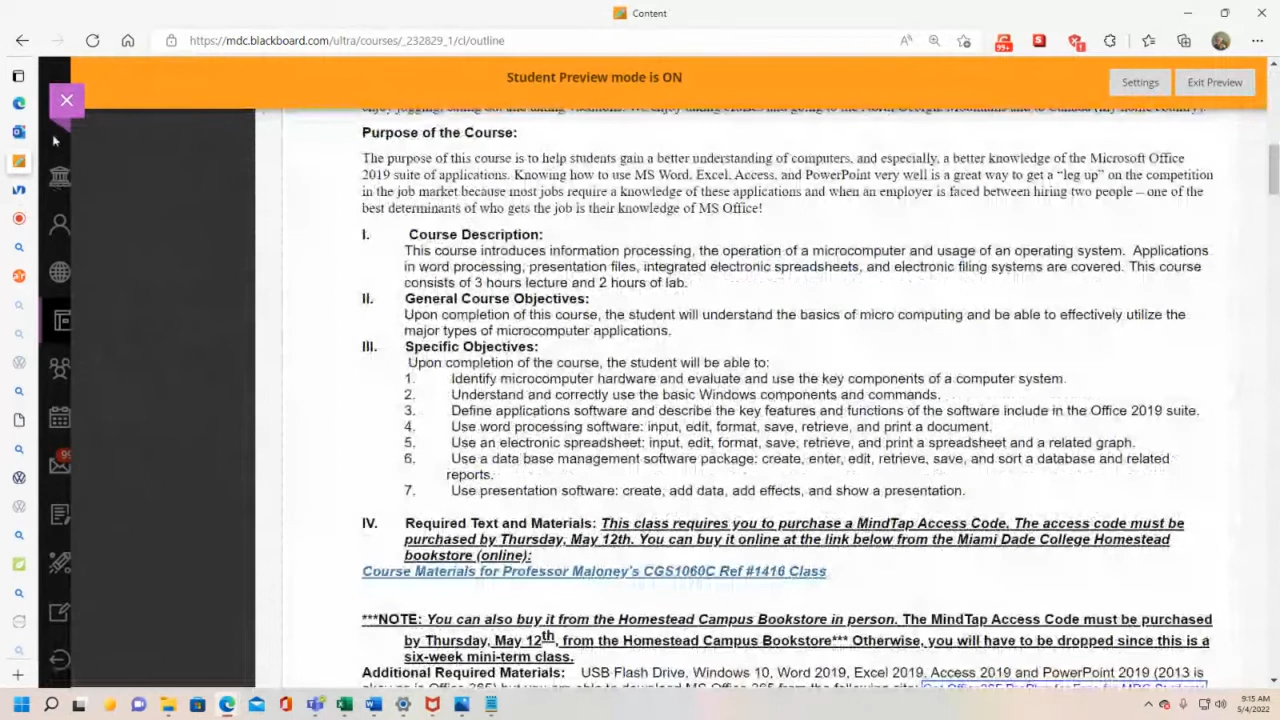 Content
https://mdc.blackboard.com/ultra/courses/_232829_1/cl/outline
99+
1
Student Preview mode is ON
Settings
Exit Preview
Purpose of the Course:
The purpose of this course is to help students gain a better understanding of computers, and especially, a better knowledge of the Microsoft Office
2019 suite of applications. Knowing how to use MS Word, Excel, Access, and PowerPoint very well is a great way to get a “leg up” on the competition
in the job market because most jobs require a knowledge of these applications and when an employer is faced between hiring two people – one of the
best determinants of who gets the job is their knowledge of MS Office!
I. Course Description:
This course introduces information processing, the operation of a microcomputer and usage of an operating system. Applications
in word processing, presentation files, integrated electronic spreadsheets, and electronic filing systems are covered. This course
consists of 3 hours lecture and 2 hours of lab.
II. General Course Objectives:
Upon completion of this course, the student will understand the basics of micro computing and be able to effectively utilize the
major types of microcomputer applications.
III. Specific Objectives:
Upon completion of the course, the student will be able to:
1. Identify microcomputer hardware and evaluate and use the key components of a computer system.
2. Understand and correctly use the basic Windows components and commands.
3. Define applications software and describe the key features and functions of the software include in the Office 2019 suite.
4. Use word processing software: input, edit, format, save, retrieve, and print a document.
5. Use an electronic spreadsheet: input, edit, format, save, retrieve, and print a spreadsheet and a related graph.
6. Use a data base management software package: create, enter, edit, retrieve, save, and sort a database and related
reports.
7. Use presentation software: create, add data, add effects, and show a presentation.
IV. Required Text and Materials: This class requires you to purchase a MindTap Access Code. The access code must be
purchased by Thursday, May 12th. You can buy it online at the link below from the Miami Dade College Homestead
bookstore (online):
Course Materials for Professor Maloney's CGS1060C Ref #1416 Class
***NOTE: You can also buy it from the Homestead Campus Bookstore in person. The MindTap Access Code must be purchased
by Thursday, May 12th, from the Homestead Campus Bookstore*** Otherwise, you will have to be dropped since this is a
six-week mini-term class.
Additional Required Materials: USB Flash Drive, Windows 10, Word 2019, Excel 2019, Access 2019 and PowerPoint 2019 (2013 is
99
9:15 AM
5/4/2022